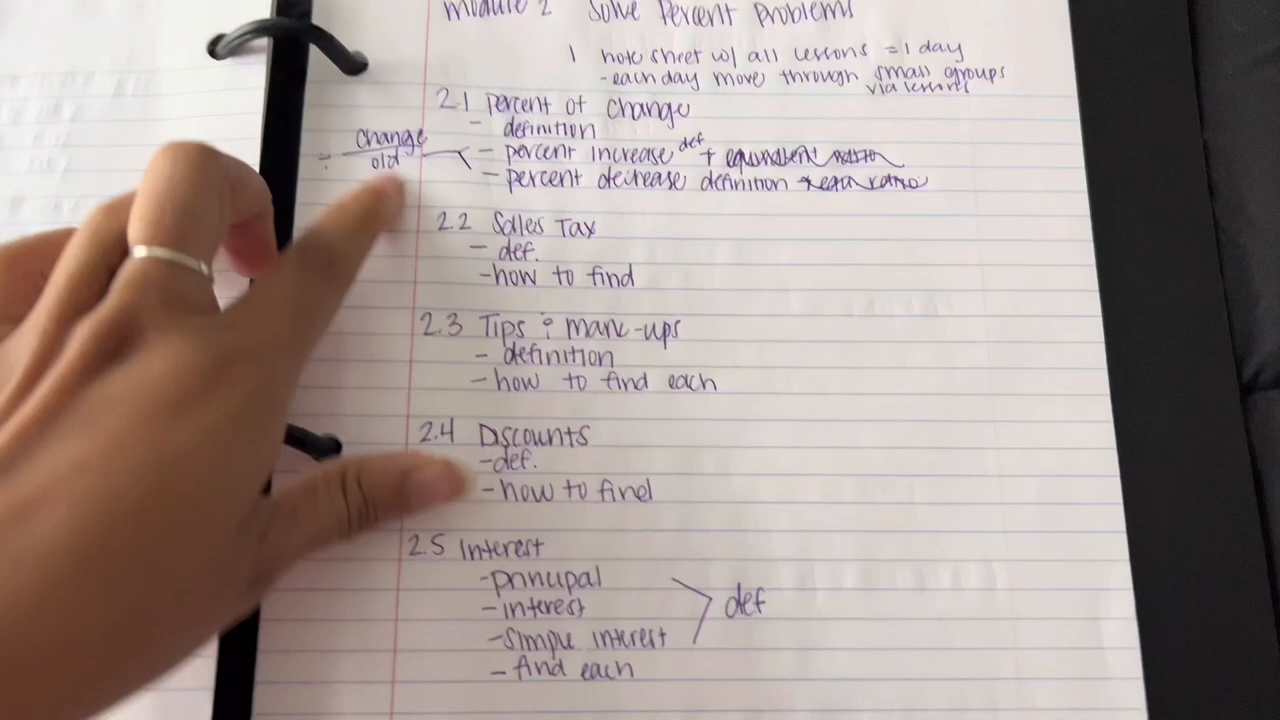 Module 2 Solve Percent Problems
1 note sheet w/ all lessons = 1 day
- each day move through small groups
via lessons
2.1 percent of change
- definition
change
old
- percent increase def + equivalent
- percent decrease definition
2.2 Sales Tax
- def.
- how to find
2.3 Tips & mark-ups
- definition
- how to find each
2.4 Discounts
- def.
- how to find
2.5 Interest
- principal
- interest
- simple interest
- find each
def